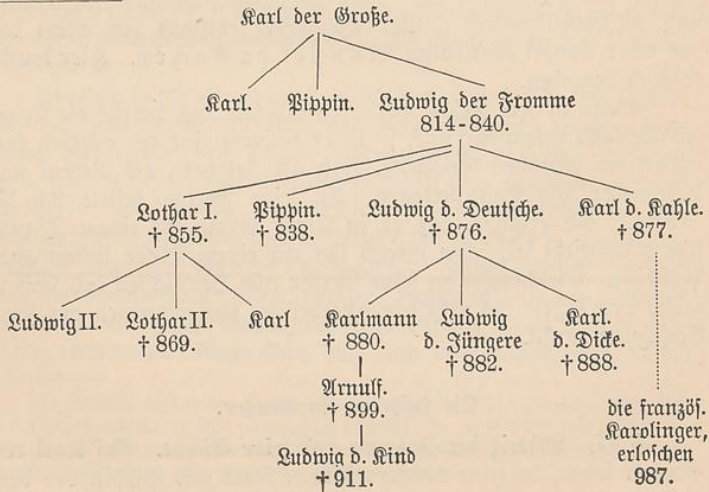 Karl der Große.
Karl. Pippin. Ludwig der Fromme
814-840.
Lothar I. Pippin. Ludwig d. Deutsche. Karl d. Kahle.
† 855. † 838. † 876. † 877.
Ludwig II. Lothar II. Karl Karlmann Ludwig Karl.
† 869. † 880. d. Jüngere d. Dicke.
† 882. † 888.
Arnulf.
† 899.
die französ.
Karolinger,
Ludwig d. Kind erloschen
† 911. 987.